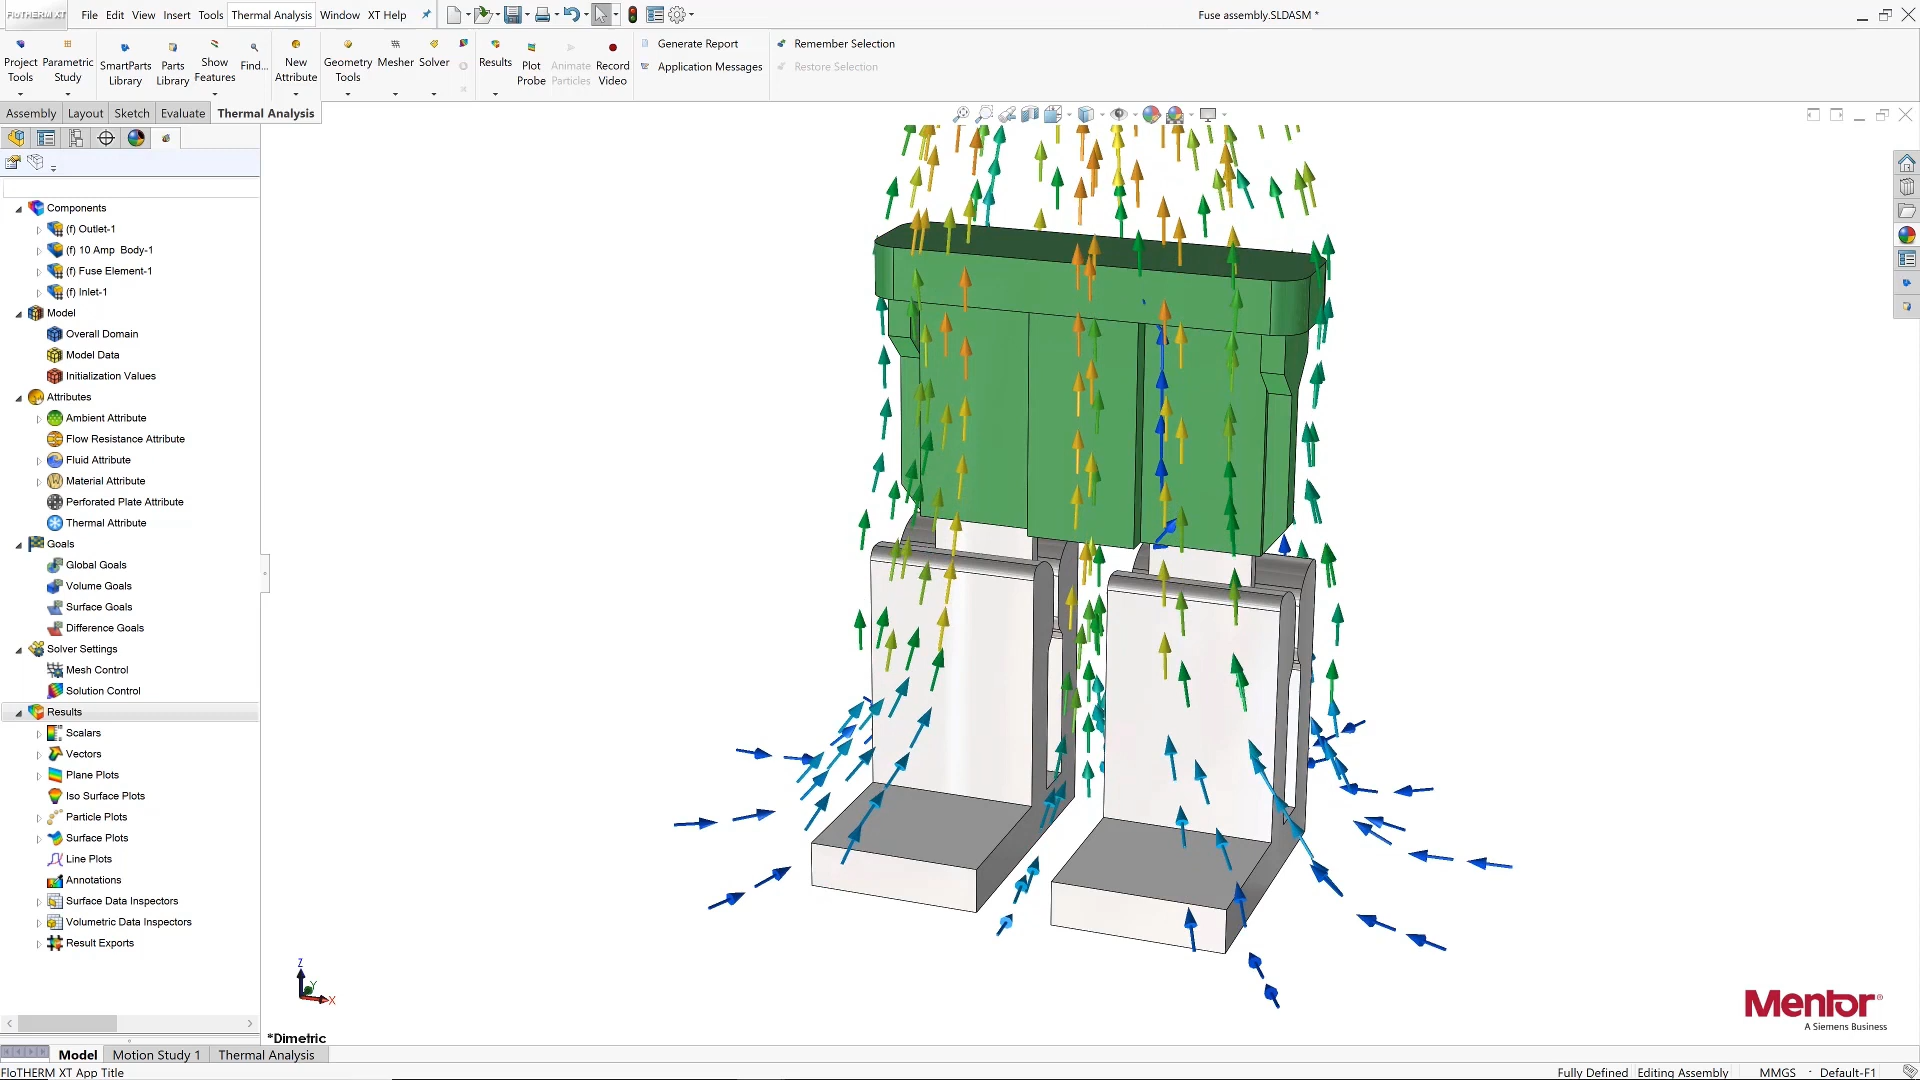 FloTHERM XT
File Edit View Insert Tools Thermal Analysis Window XT Help
Fuse assembly.SLDASM *
Project Tools
Parametric Study
SmartParts Library
Parts Library
Show Features
Find...
New Attribute
Geometry Tools
Mesher
Solver
Results
Plot Probe
Animate Particles
Record Video
Generate Report
Application Messages
Remember Selection
Restore Selection
Assembly Layout Sketch Evaluate Thermal Analysis
Components
(f) Outlet-1
(f) 10 Amp Body-1
(f) Fuse Element-1
(f) Inlet-1
Model
Overall Domain
Model Data
Initialization Values
Attributes
Ambient Attribute
Flow Resistance Attribute
Fluid Attribute
Material Attribute
Perforated Plate Attribute
Thermal Attribute
Goals
Global Goals
Volume Goals
Surface Goals
Difference Goals
Solver Settings
Mesh Control
Solution Control
Results
Scalars
Vectors
Plane Plots
Iso Surface Plots
Particle Plots
Surface Plots
Line Plots
Annotations
Surface Data Inspectors
Volumetric Data Inspectors
Result Exports
Z
Y
X
*Dimetric
Mentor®
A Siemens Business
Model Motion Study 1 Thermal Analysis
FloTHERM XT App Title
Fully Defined Editing Assembly MMGS - Default-F1